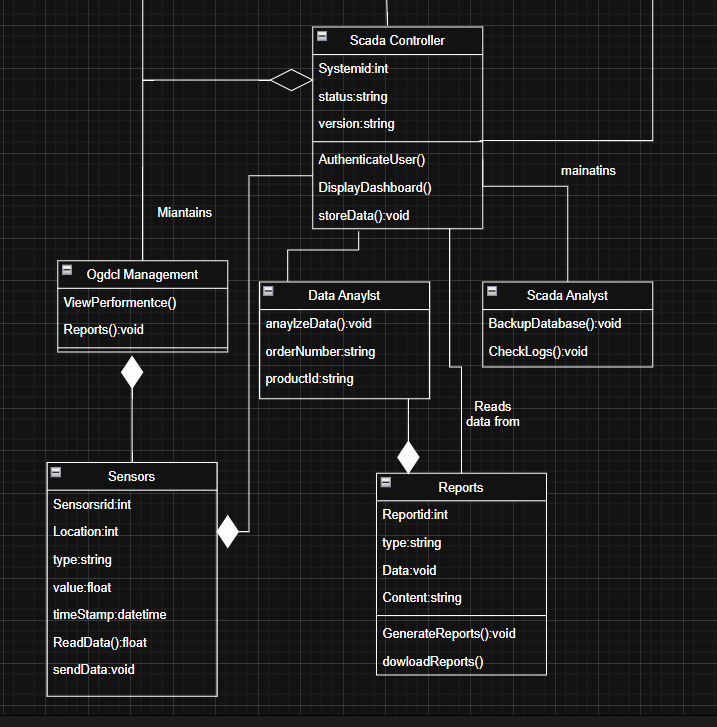 Scada Controller
Systemid:int
status:string
version:string
AuthenticateUser()
DisplayDashboard()
storeData():void
mainatins
Miantains
Ogdcl Management
ViewPerformentce()
Reports():void
Data Anaylst
anaylzeData():void
orderNumber:string
productId:string
Scada Analyst
BackupDatabase():void
CheckLogs():void
Reads
data from
Sensors
Sensorsrid:int
Location:int
type:string
value:float
timeStamp:datetime
ReadData():float
sendData:void
Reports
Reportid:int
type:string
Data:void
Content:string
GenerateReports():void
dowloadReports()